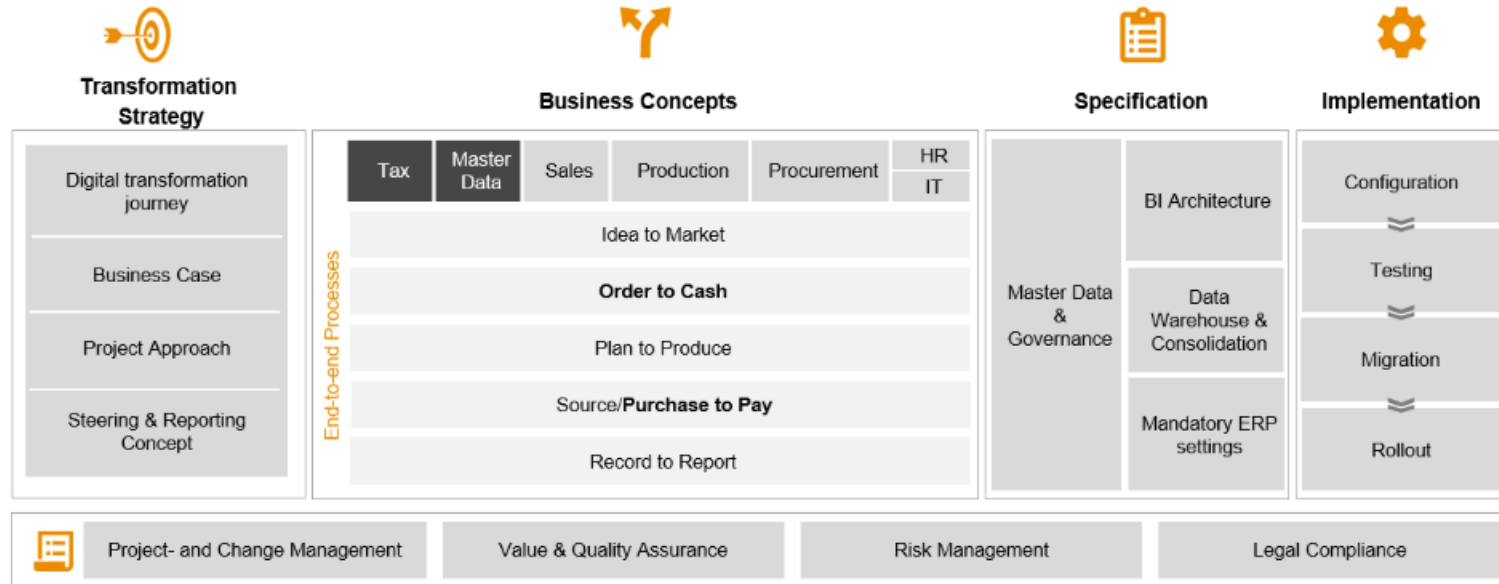 Transformation
Strategy
Business Concepts
Specification
Implementation
Digital transformation
journey
Business Case
Project Approach
Steering & Reporting
Concept
End-to-end Processes
Tax
Master
Data
Sales
Production
Procurement
HR
IT
Idea to Market
Order to Cash
Plan to Produce
Source/Purchase to Pay
Record to Report
Master Data
&
Governance
BI Architecture
Data
Warehouse &
Consolidation
Mandatory ERP
settings
Configuration
Testing
Migration
Rollout
Project- and Change Management
Value & Quality Assurance
Risk Management
Legal Compliance